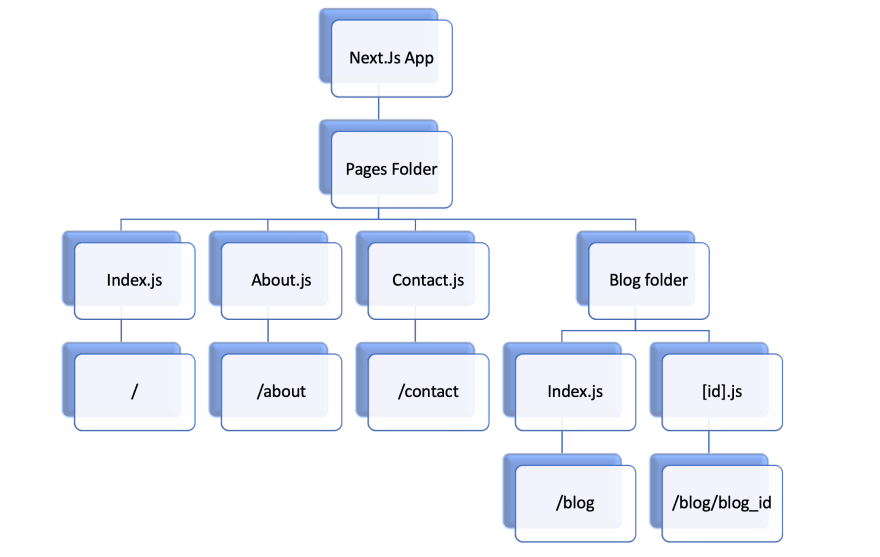 Next.Js App
Pages Folder
Index.js
About.js
Contact.js
Blog folder
/
/about
/contact
Index.js
[id].js
/blog
/blog/blog_id